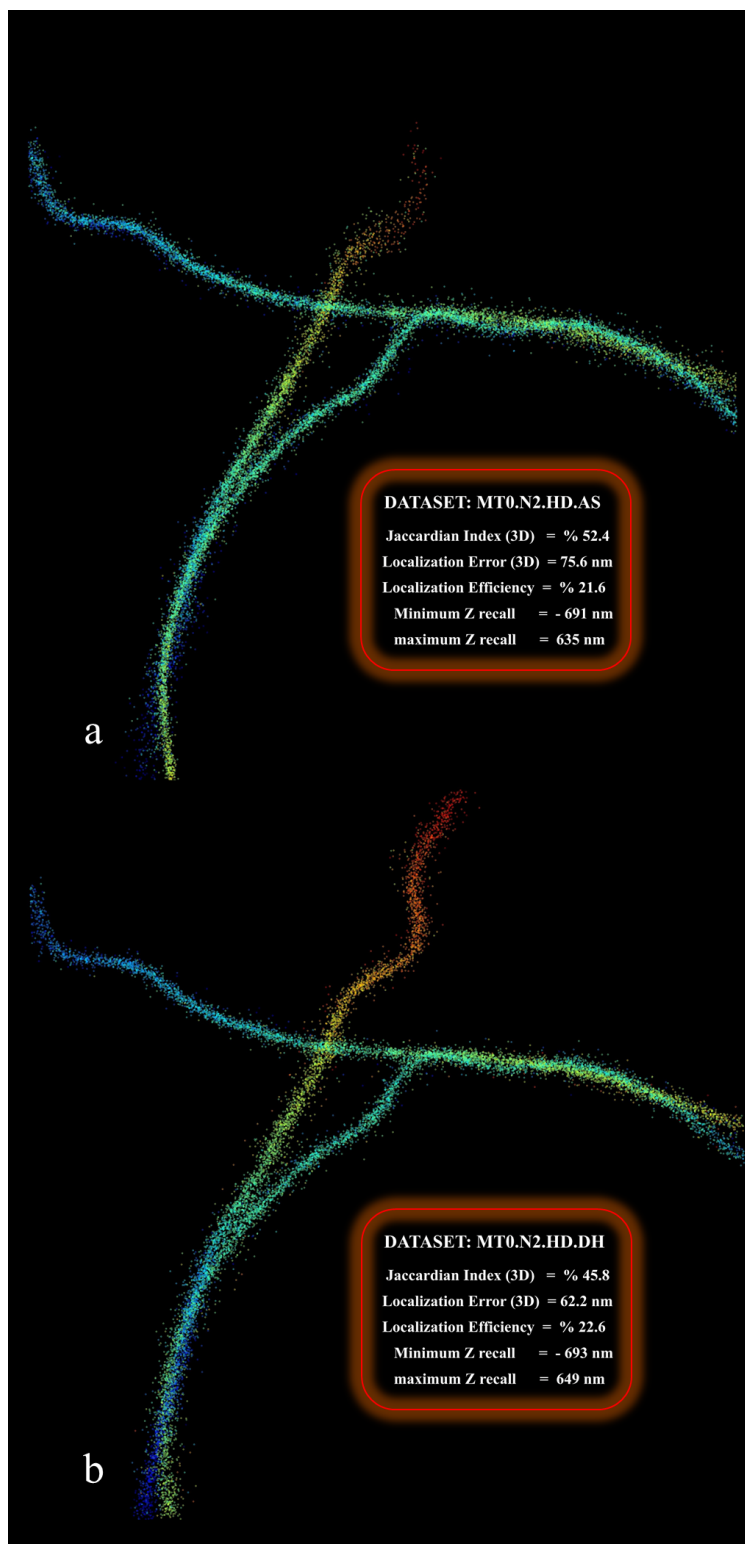 DATASET: MT0.N2.HD.AS
Jaccardian Index (3D) = % 52.4
Localization Error (3D) = 75.6 nm
Localization Efficiency = % 21.6
Minimum Z recall = - 691 nm
maximum Z recall = 635 nm
a
DATASET: MT0.N2.HD.DH
Jaccardian Index (3D) = % 45.8
Localization Error (3D) = 62.2 nm
Localization Efficiency = % 22.6
Minimum Z recall = - 693 nm
maximum Z recall = 649 nm
b